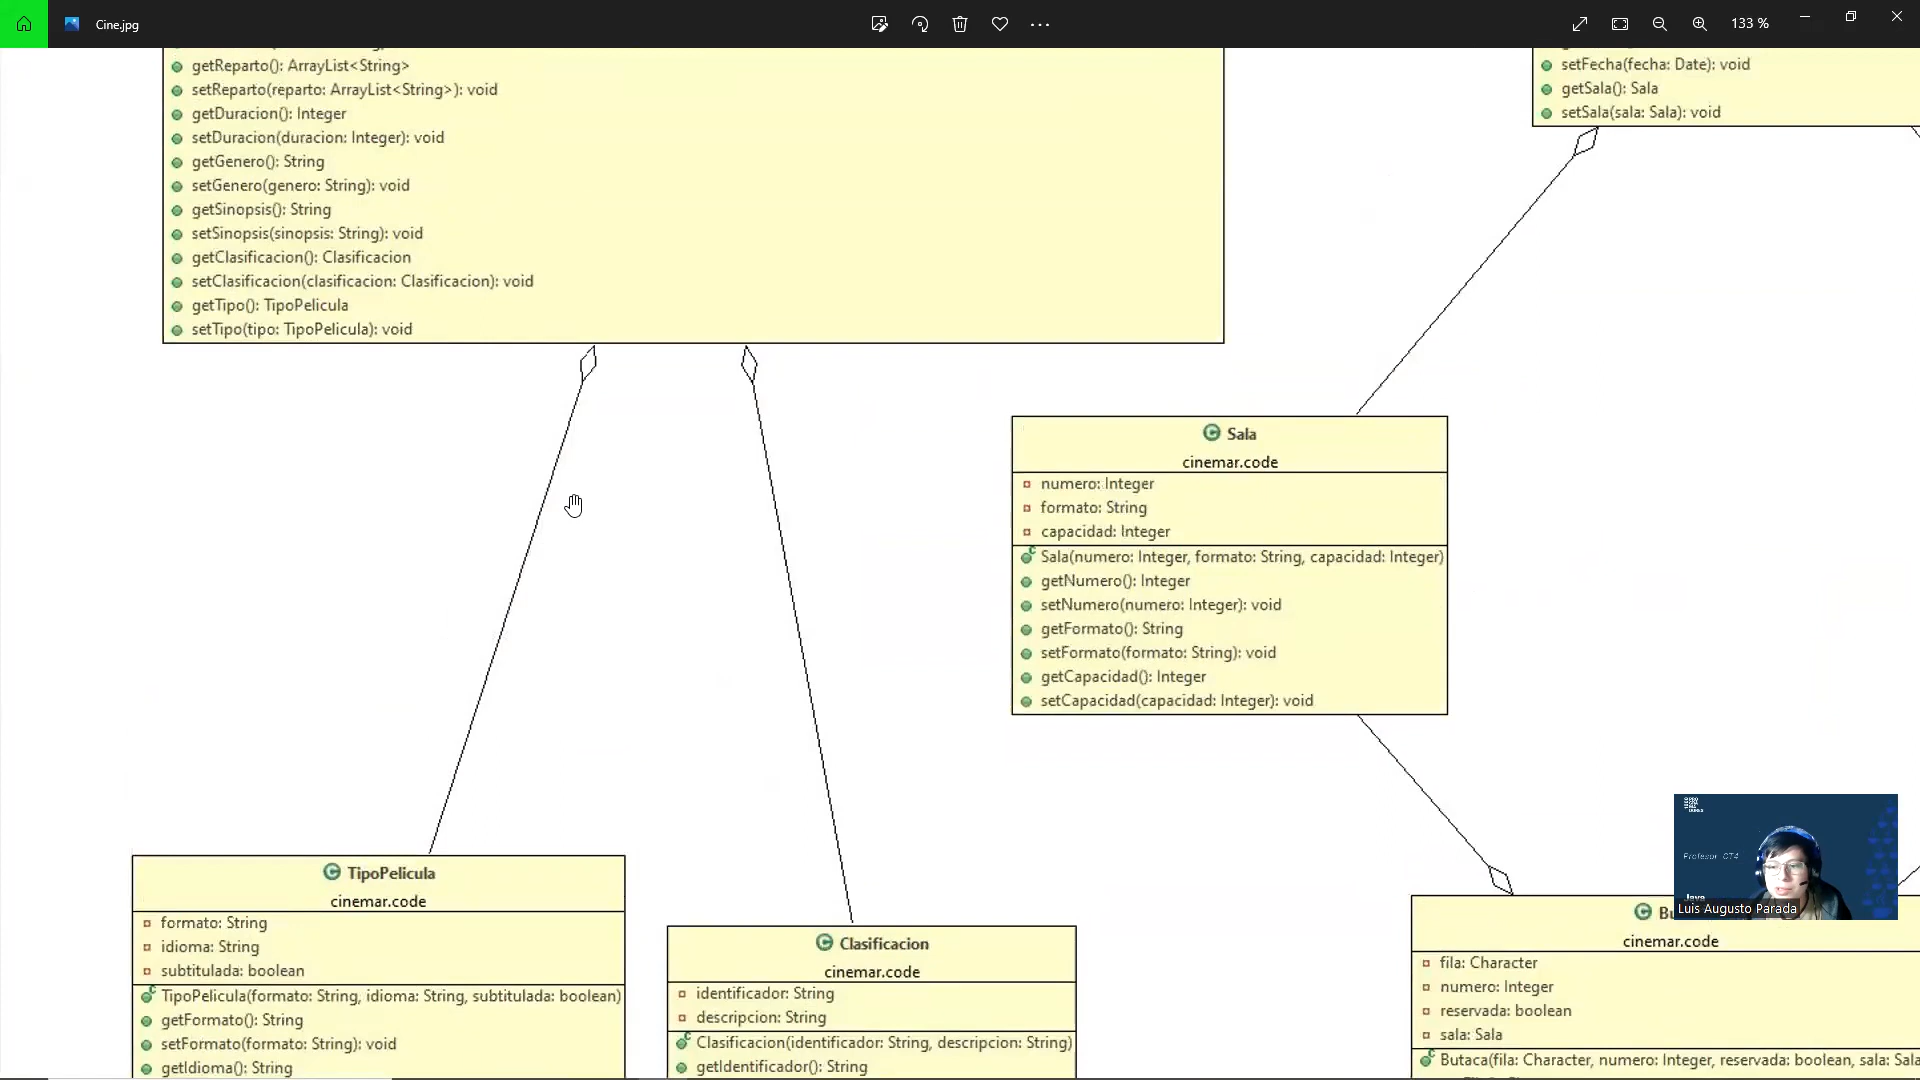 Cine.jpg
133 %
getReparto(): ArrayList<String>
setReparto(reparto: ArrayList<String>): void
getDuracion(): Integer
setDuracion(duracion: Integer): void
getGenero(): String
setGenero(genero: String): void
getSinopsis(): String
setSinopsis(sinopsis: String): void
getClasificacion(): Clasificacion
setClasificacion(clasificacion: Clasificacion): void
getTipo(): TipoPelicula
setTipo(tipo: TipoPelicula): void
setFecha(fecha: Date): void
getSala(): Sala
setSala(sala: Sala): void
Sala
cinemar.code
numero: Integer
formato: String
capacidad: Integer
Sala(numero: Integer, formato: String, capacidad: Integer)
getNumero(): Integer
setNumero(numero: Integer): void
getFormato(): String
setFormato(formato: String): void
getCapacidad(): Integer
setCapacidad(capacidad: Integer): void
TipoPelicula
cinemar.code
formato: String
idioma: String
subtitulada: boolean
TipoPelicula(formato: String, idioma: String, subtitulada: boolean)
getFormato(): String
setFormato(formato: String): void
getIdioma(): String
Clasificacion
cinemar.code
identificador: String
descripcion: String
Clasificacion(identificador: String, descripcion: String)
getIdentificador(): String
Profesor CT4
Java
Luis Augusto Parada
cinemar.code
fila: Character
numero: Integer
reservada: boolean
sala: Sala
Butaca(fila: Character, numero: Integer, reservada: boolean, sala: Sala